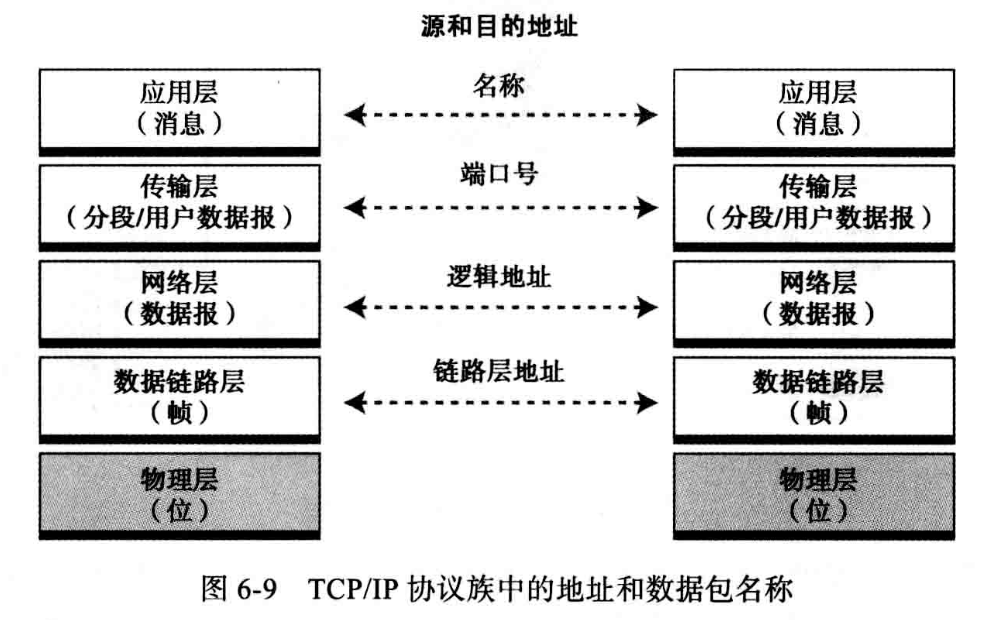 源和目的地址
应用层
（消息）
名称
应用层
（消息）
传输层
（分段/用户数据报）
端口号
传输层
（分段/用户数据报）
网络层
（数据报）
逻辑地址
网络层
（数据报）
数据链路层
（帧）
链路层地址
数据链路层
（帧）
物理层
（位）
物理层
（位）
图 6-9 TCP/IP 协议族中的地址和数据包名称